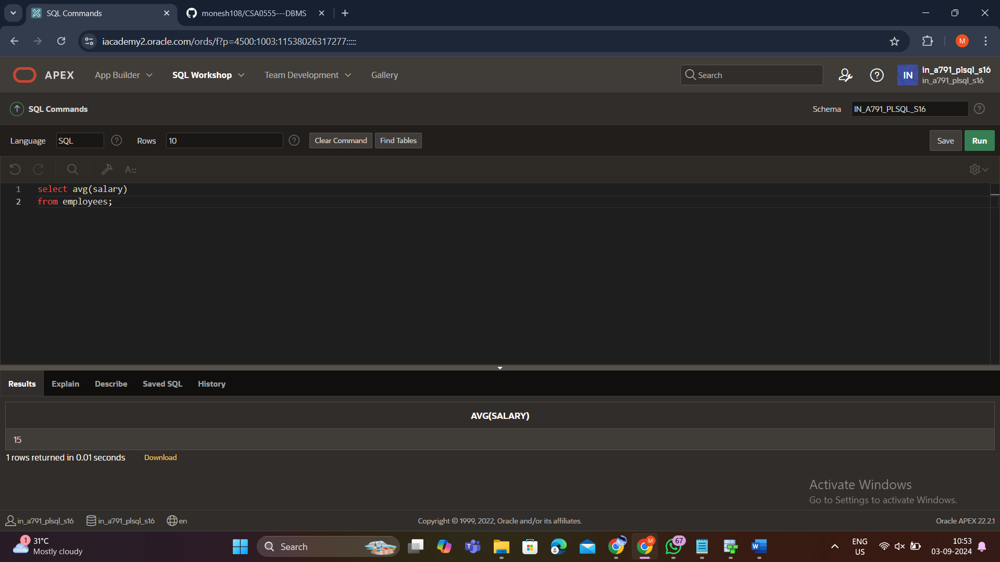 SQL Commands
monesh108/CSA0555---DBMS
iacademy2.oracle.com/ords/f?p=4500:1003:11538026317277:::::
M
APEX
App Builder
SQL Workshop
Team Development
Gallery
Search
IN
in_a791_plsql_s16
in_a791_plsql_s16
SQL Commands
Schema
IN_A791_PLSQL_S16
Language
SQL
Rows
10
Clear Command
Find Tables
Save
Run
1 select avg(salary)
2 from employees;
Results
Explain
Describe
Saved SQL
History
AVG(SALARY)
15
1 rows returned in 0.01 seconds
Download
Activate Windows
Go to Settings to activate Windows.
in_a791_plsql_s16
in_a791_plsql_s16
en
Copyright © 1999, 2022, Oracle and/or its affiliates.
Oracle APEX 22.2.1
1
31°C
Mostly cloudy
Search
M
67
ENG
US
10:53
03-09-2024